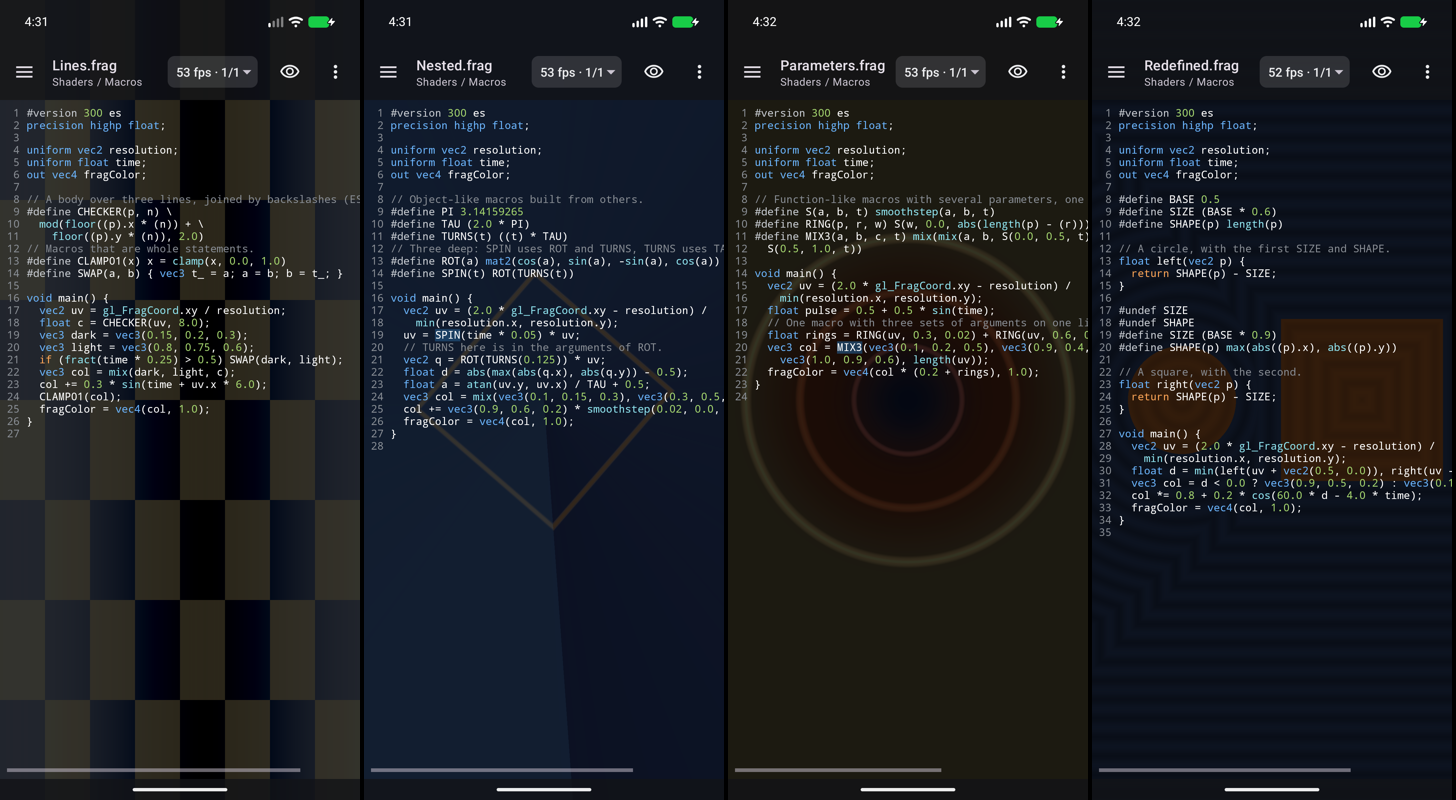 4:31
Lines.frag
Shaders / Macros
53 fps · 1/1
1 #version 300 es
2 precision highp float;
3
4 uniform vec2 resolution;
5 uniform float time;
6 out vec4 fragColor;
7
8 // A body over three lines, joined by backslashes (ES
9 #define CHECKER(p, n) \
10 mod(floor((p).x * (n)) + \
11 floor((p).y * (n)), 2.0)
12 // Macros that are whole statements.
13 #define CLAMPO1(x) x = clamp(x, 0.0, 1.0)
14 #define SWAP(a, b) { vec3 t_ = a; a = b; b = t_; }
15
16 void main() {
17 vec2 uv = gl_FragCoord.xy / resolution;
18 float c = CHECKER(uv, 8.0);
19 vec3 dark = vec3(0.15, 0.2, 0.3);
20 vec3 light = vec3(0.8, 0.75, 0.6);
21 if (fract(time * 0.25) > 0.5) SWAP(dark, light);
22 vec3 col = mix(dark, light, c);
23 col += 0.3 * sin(time + uv.x * 6.0);
24 CLAMPO1(col);
25 fragColor = vec4(col, 1.0);
26 }
27
4:31
Nested.frag
Shaders / Macros
53 fps · 1/1
1 #version 300 es
2 precision highp float;
3
4 uniform vec2 resolution;
5 uniform float time;
6 out vec4 fragColor;
7
8 // Object-like macros built from others.
9 #define PI 3.14159265
10 #define TAU (2.0 * PI)
11 #define TURNS(t) ((t) * TAU)
12 // Three deep: SPIN uses ROT and TURNS, TURNS uses TA
13 #define ROT(a) mat2(cos(a), sin(a), -sin(a), cos(a))
14 #define SPIN(t) ROT(TURNS(t))
15
16 void main() {
17 vec2 uv = (2.0 * gl_FragCoord.xy - resolution) /
18 min(resolution.x, resolution.y);
19 uv = SPIN(time * 0.05) * uv;
20 // TURNS here is in the arguments of ROT.
21 vec2 q = ROT(TURNS(0.125)) * uv;
22 float d = abs(max(abs(q.x), abs(q.y)) - 0.5);
23 float a = atan(uv.y, uv.x) / TAU + 0.5;
24 vec3 col = mix(vec3(0.1, 0.15, 0.3), vec3(0.3, 0.5,
25 col += vec3(0.9, 0.6, 0.2) * smoothstep(0.02, 0.0,
26 fragColor = vec4(col, 1.0);
27 }
28
4:32
Parameters.frag
Shaders / Macros
53 fps · 1/1
1 #version 300 es
2 precision highp float;
3
4 uniform vec2 resolution;
5 uniform float time;
6 out vec4 fragColor;
7
8 // Function-like macros with several parameters, one
9 #define S(a, b, t) smoothstep(a, b, t)
10 #define RING(p, r, w) S(w, 0.0, abs(length(p) - (r)))
11 #define MIX3(a, b, c, t) mix(mix(a, b, S(0.0, 0.5, t)
12 S(0.5, 1.0, t))
13
14 void main() {
15 vec2 uv = (2.0 * gl_FragCoord.xy - resolution) /
16 min(resolution.x, resolution.y);
17 float pulse = 0.5 + 0.5 * sin(time);
18 // One macro with three sets of arguments on one li
19 float rings = RING(uv, 0.3, 0.02) + RING(uv, 0.6, 0
20 vec3 col = MIX3(vec3(0.1, 0.2, 0.5), vec3(0.9, 0.4,
21 vec3(1.0, 0.9, 0.6), length(uv));
22 fragColor = vec4(col * (0.2 + rings), 1.0);
23 }
24
4:32
Redefined.frag
Shaders / Macros
52 fps · 1/1
1 #version 300 es
2 precision highp float;
3
4 uniform vec2 resolution;
5 uniform float time;
6 out vec4 fragColor;
7
8 #define BASE 0.5
9 #define SIZE (BASE * 0.6)
10 #define SHAPE(p) length(p)
11
12 // A circle, with the first SIZE and SHAPE.
13 float left(vec2 p) {
14 return SHAPE(p) - SIZE;
15 }
16
17 #undef SIZE
18 #undef SHAPE
19 #define SIZE (BASE * 0.9)
20 #define SHAPE(p) max(abs((p).x), abs((p).y))
21
22 // A square, with the second.
23 float right(vec2 p) {
24 return SHAPE(p) - SIZE;
25 }
26
27 void main() {
28 vec2 uv = (2.0 * gl_FragCoord.xy - resolution) /
29 min(resolution.x, resolution.y);
30 float d = min(left(uv + vec2(0.5, 0.0)), right(uv -
31 vec3 col = d < 0.0 ? vec3(0.9, 0.5, 0.2) : vec3(0.1
32 col *= 0.8 + 0.2 * cos(60.0 * d - 4.0 * time);
33 fragColor = vec4(col, 1.0);
34 }
35